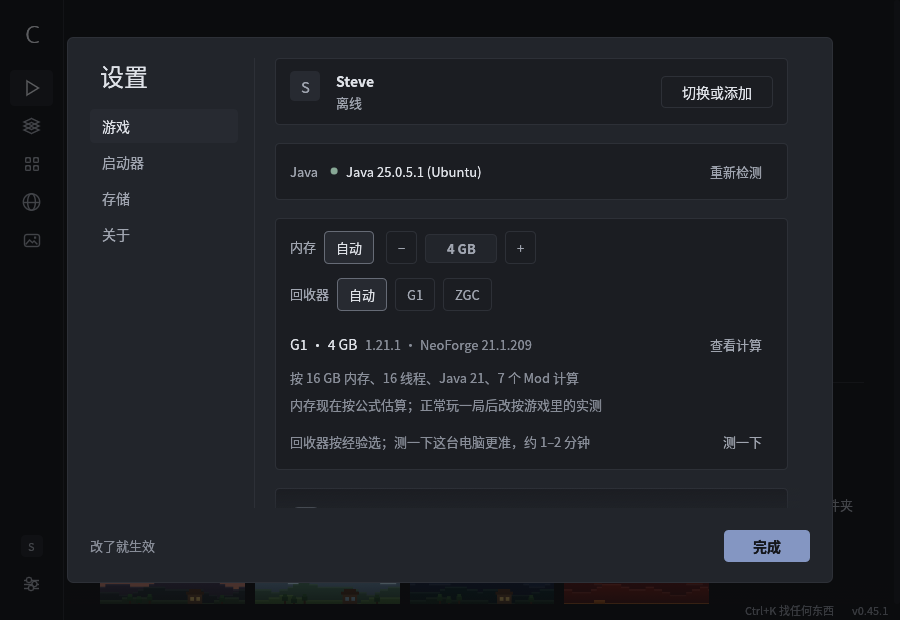 C
设置
游戏
启动器
存储
关于
S
Steve
离线
切换或添加
Java
Java 25.0.5.1 (Ubuntu)
重新检测
内存
自动
−
4 GB
+
回收器
自动
G1
ZGC
G1 · 4 GB 1.21.1 · NeoForge 21.1.209
查看计算
按 16 GB 内存、16 线程、Java 21、7 个 Mod 计算
内存现在按公式估算；正常玩一局后改按游戏里的实测
回收器按经验选；测一下这台电脑更准，约 1–2 分钟
测一下
件夹
改了就生效
完成
S
Ctrl+K 找任何东西
v0.45.1